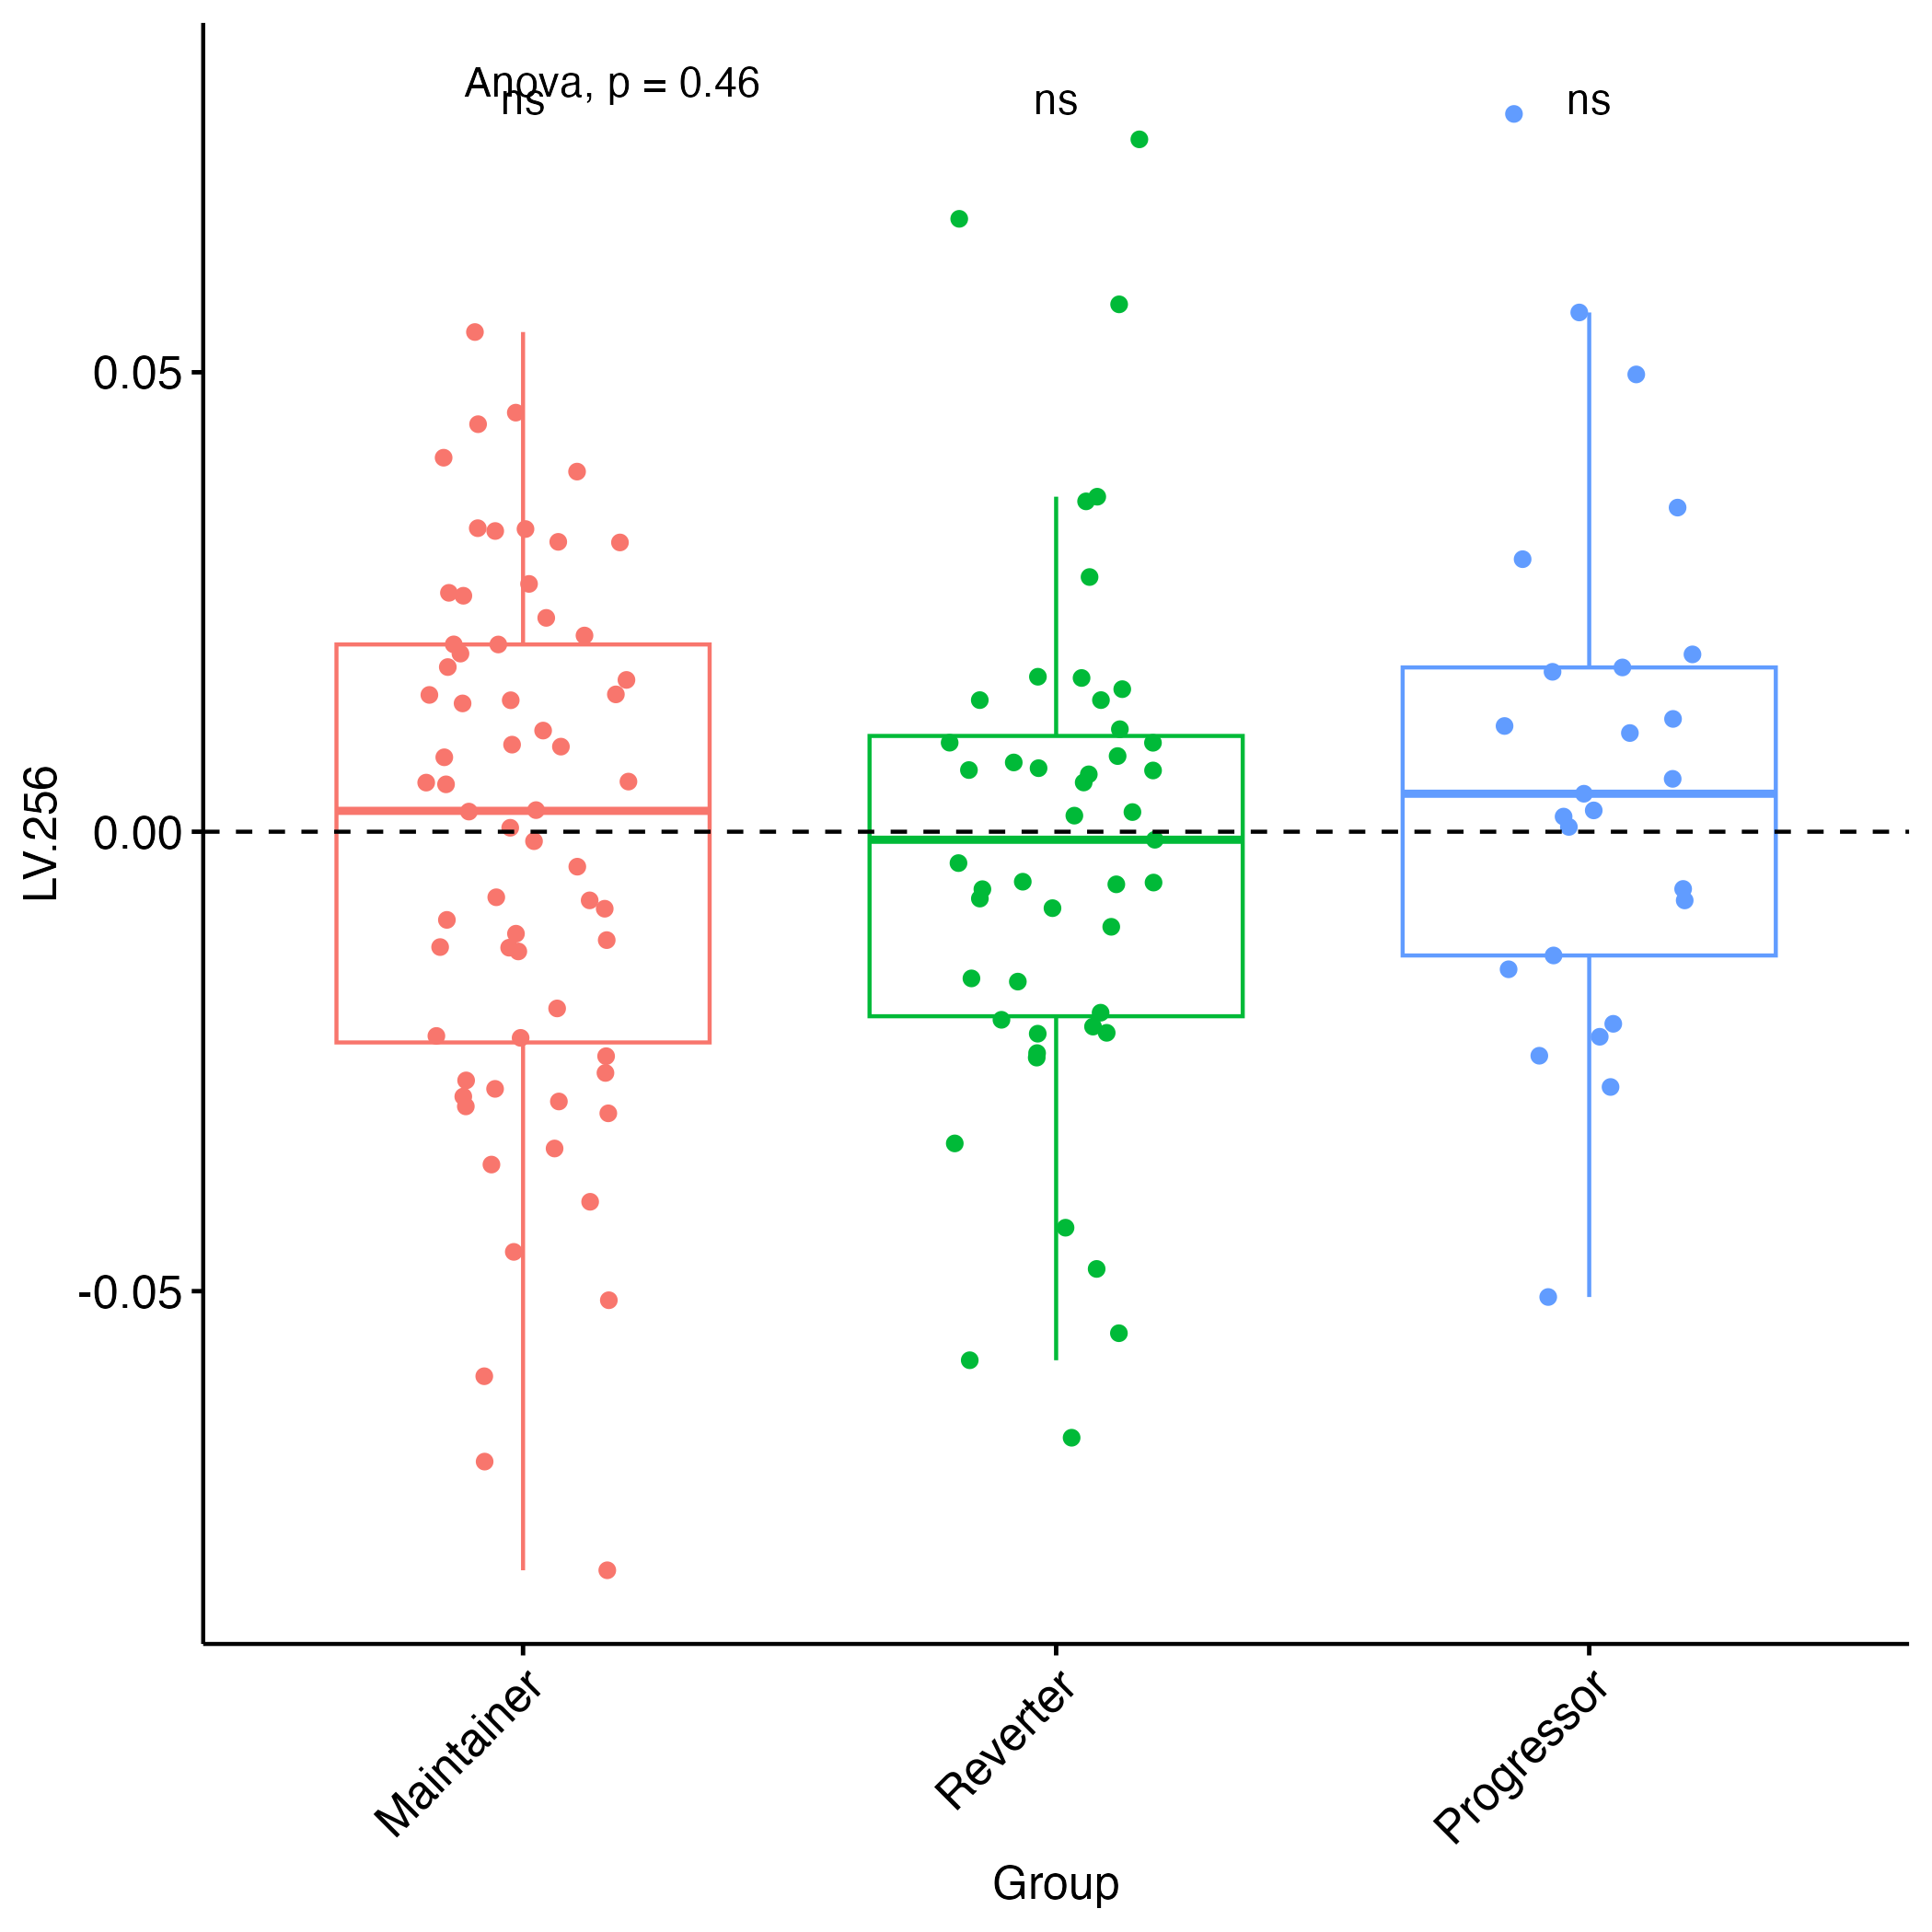 Anova, p = 0.46
ns
ns
ns
LV.256
0.05
0.00
-0.05
Maintainer
Reverter
Progressor
Group